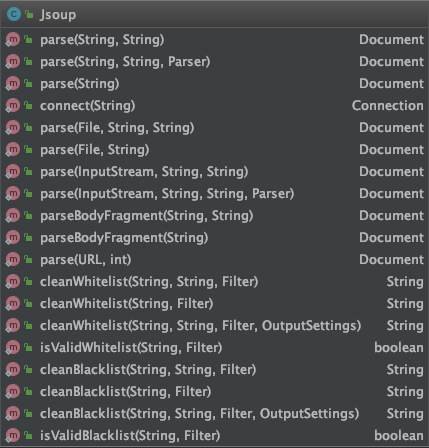 C Jsoup
m parse(String, String) Document
m parse(String, String, Parser) Document
m parse(String) Document
m connect(String) Connection
m parse(File, String, String) Document
m parse(File, String) Document
m parse(InputStream, String, String) Document
m parse(InputStream, String, String, Parser) Document
m parseBodyFragment(String, String) Document
m parseBodyFragment(String) Document
m parse(URL, int) Document
m cleanWhitelist(String, String, Filter) String
m cleanWhitelist(String, Filter) String
m cleanWhitelist(String, String, Filter, OutputSettings) String
m isValidWhitelist(String, Filter) boolean
m cleanBlacklist(String, String, Filter) String
m cleanBlacklist(String, Filter) String
m cleanBlacklist(String, String, Filter, OutputSettings) String
m isValidBlacklist(String, Filter) boolean